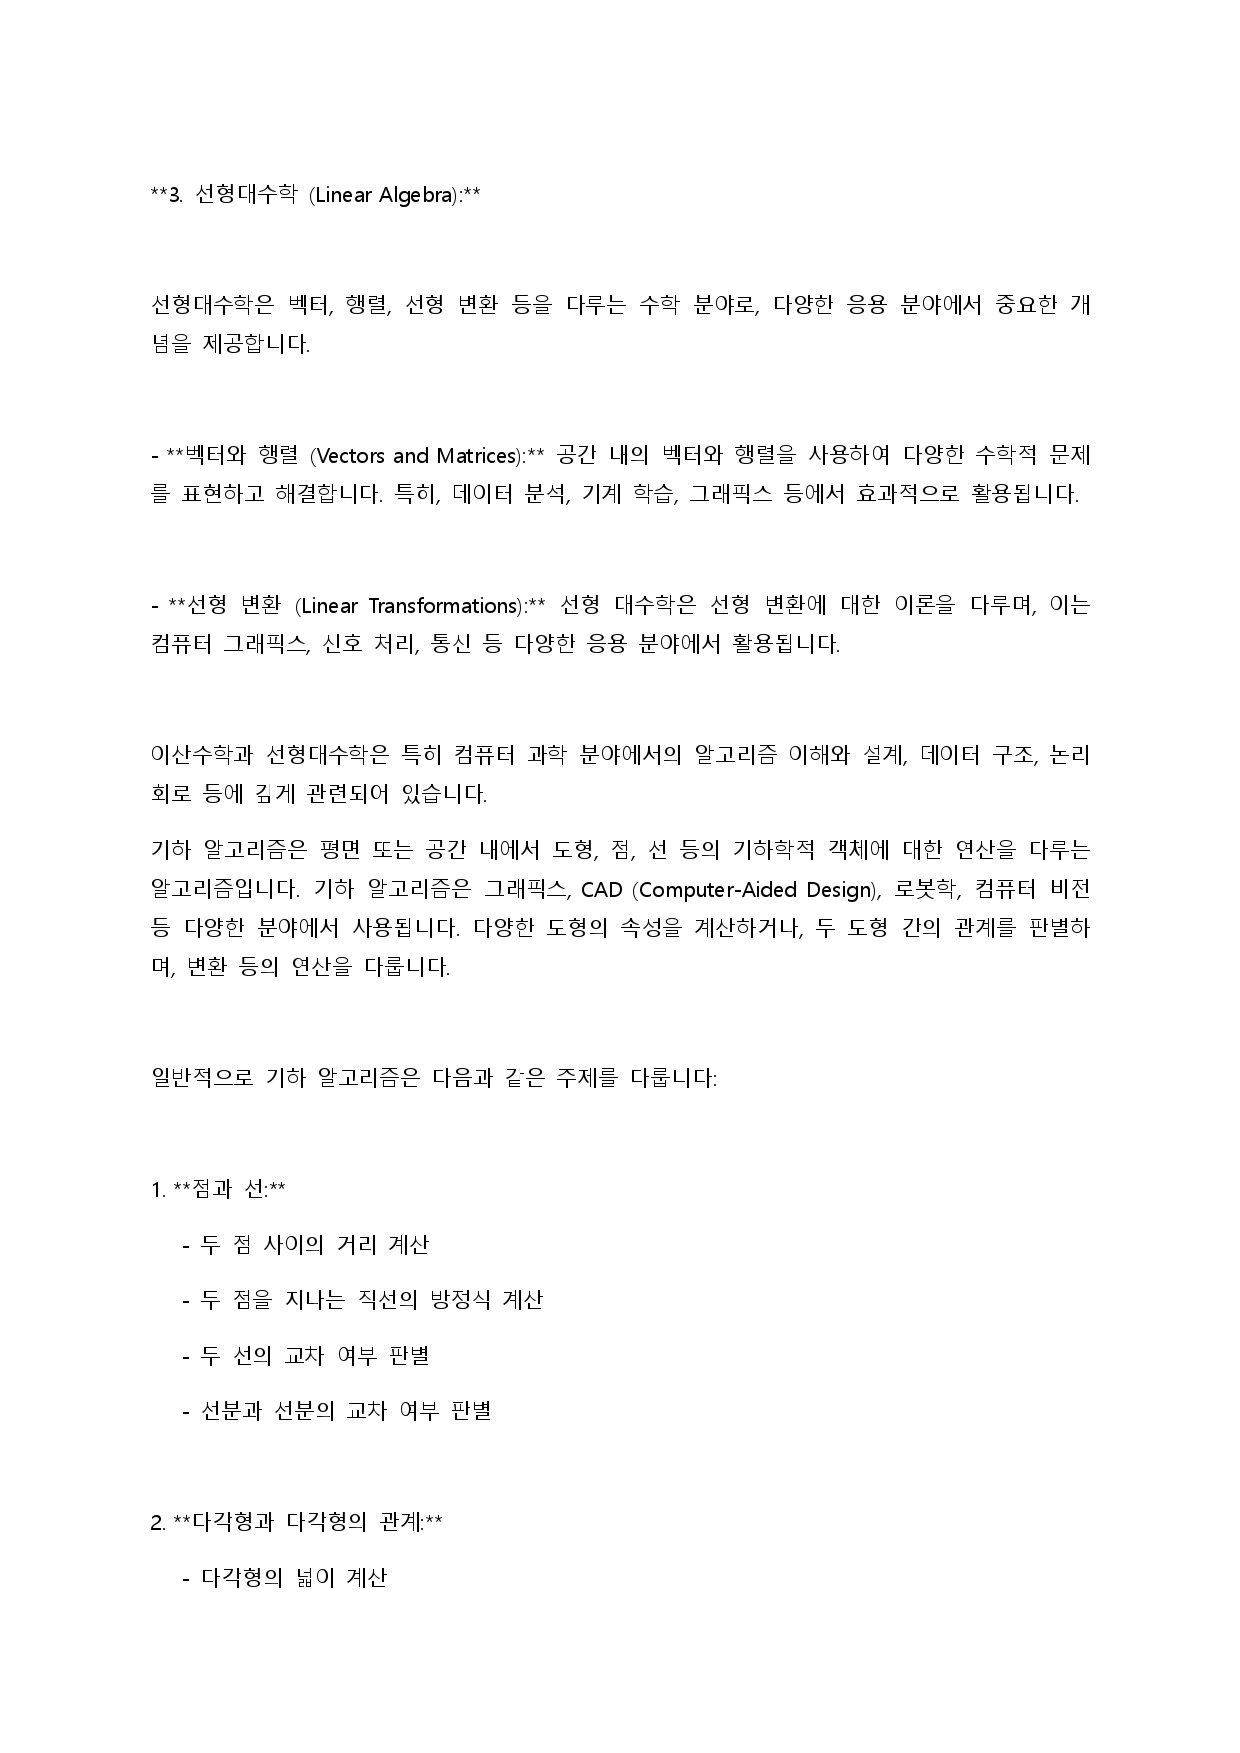 **3. 선형대수학 (Linear Algebra):**
선형대수학은 벡터, 행렬, 선형 변환 등을 다루는 수학 분야로, 다양한 응용 분야에서 중요한 개
념을 제공합니다.
- **벡터와 행렬 (Vectors and Matrices):** 공간 내의 벡터와 행렬을 사용하여 다양한 수학적 문제
를 표현하고 해결합니다. 특히, 데이터 분석, 기계 학습, 그래픽스 등에서 효과적으로 활용됩니다.
- **선형 변환 (Linear Transformations):** 선형 대수학은 선형 변환에 대한 이론을 다루며, 이는
컴퓨터 그래픽스, 신호 처리, 통신 등 다양한 응용 분야에서 활용됩니다.
이산수학과 선형대수학은 특히 컴퓨터 과학 분야에서의 알고리즘 이해와 설계, 데이터 구조, 논리
회로 등에 깊게 관련되어 있습니다.
기하 알고리즘은 평면 또는 공간 내에서 도형, 점, 선 등의 기하학적 객체에 대한 연산을 다루는
알고리즘입니다. 기하 알고리즘은 그래픽스, CAD (Computer-Aided Design), 로봇학, 컴퓨터 비전
등 다양한 분야에서 사용됩니다. 다양한 도형의 속성을 계산하거나, 두 도형 간의 관계를 판별하
며, 변환 등의 연산을 다룹니다.
일반적으로 기하 알고리즘은 다음과 같은 주제를 다룹니다:
1. **점과 선:**
- 두 점 사이의 거리 계산
- 두 점을 지나는 직선의 방정식 계산
- 두 선의 교차 여부 판별
- 선분과 선분의 교차 여부 판별
2. **다각형과 다각형의 관계:**
- 다각형의 넓이 계산